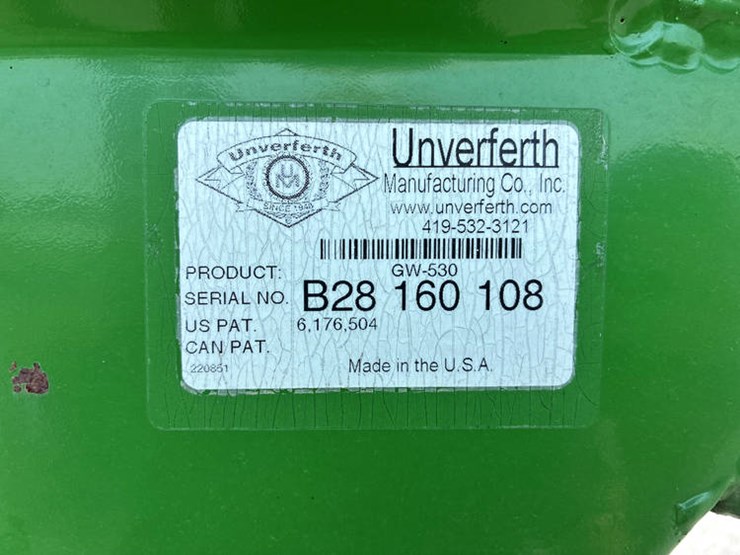 Unverferth
UM
SINCE 1948
Unverferth
Manufacturing Co., Inc.
www.unverferth.com
419-532-3121
PRODUCT: GW-530
SERIAL NO. B28 160 108
US PAT. 6,176,504
CAN PAT.
220851 Made in the U.S.A.